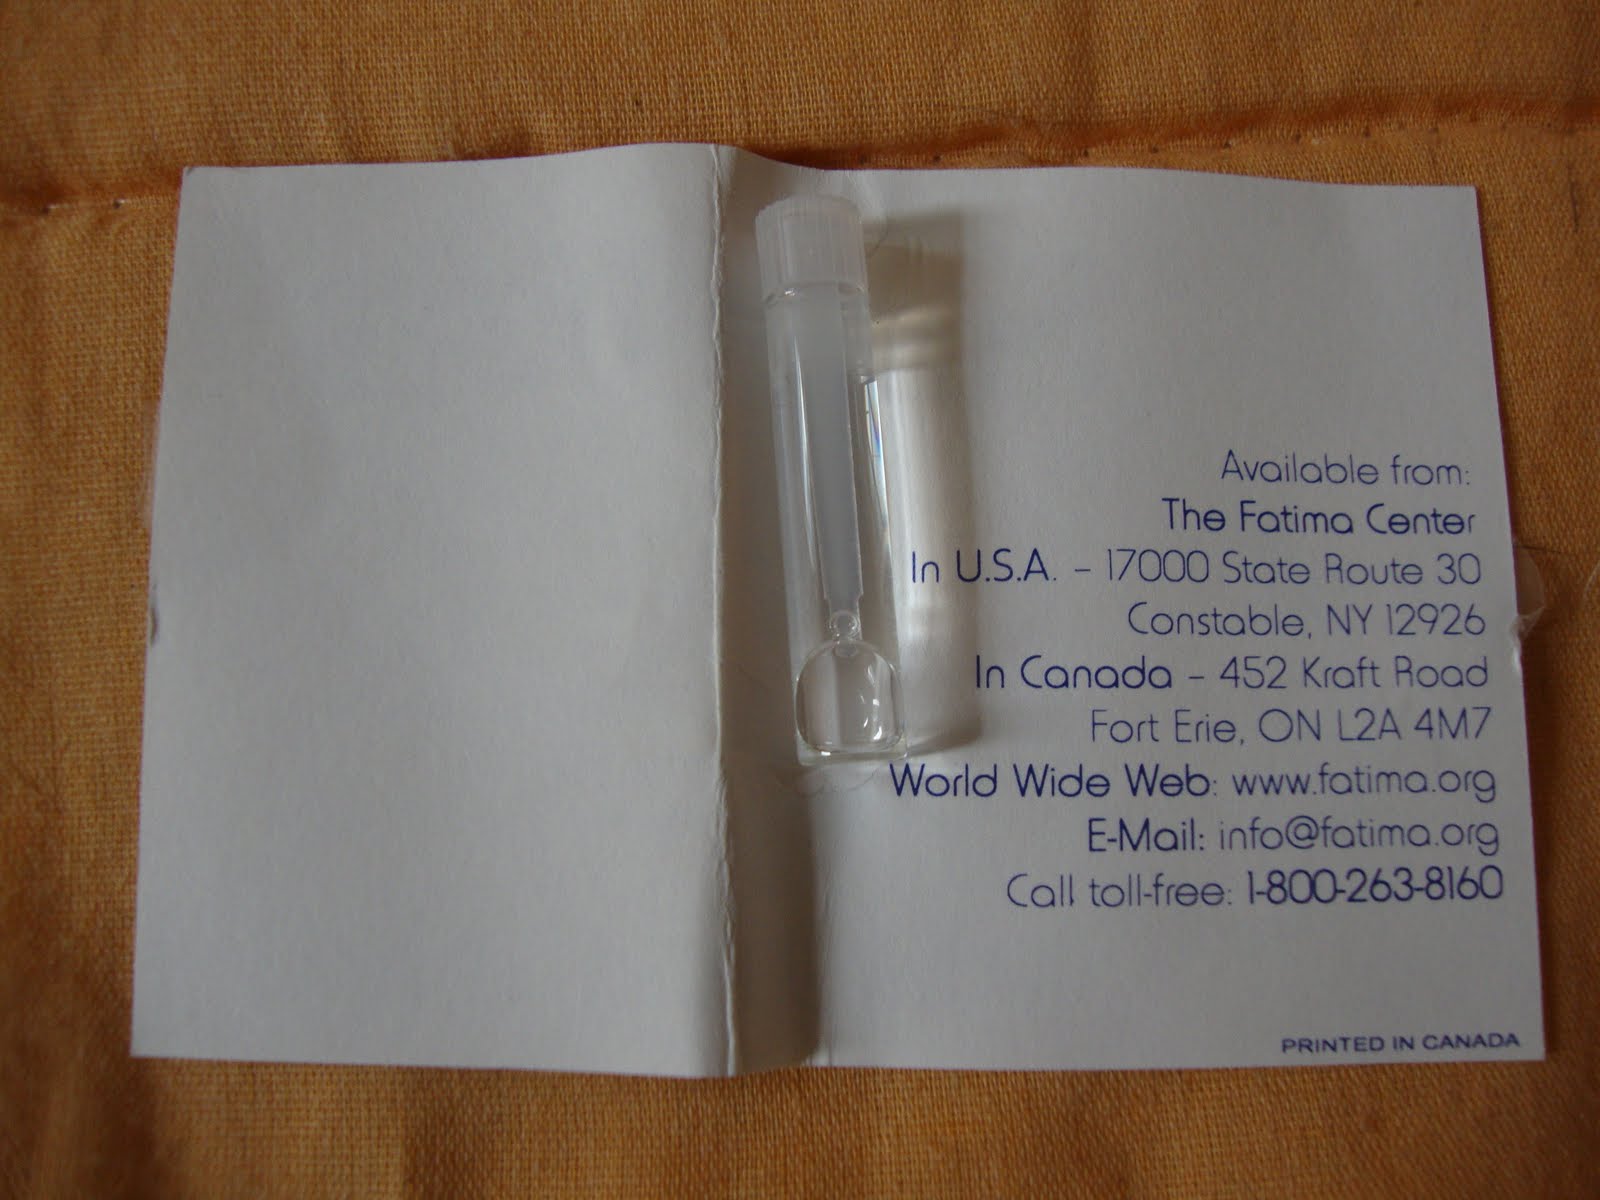 Available from:
The Fatima Center
In U.S.A. – 17000 State Route 30
Constable, NY 12926
In Canada – 452 Kraft Road
Fort Erie, ON L2A 4M7
World Wide Web: www.fatima.org
E-Mail: info@fatima.org
Call toll-free: 1-800-263-8160
PRINTED IN CANADA